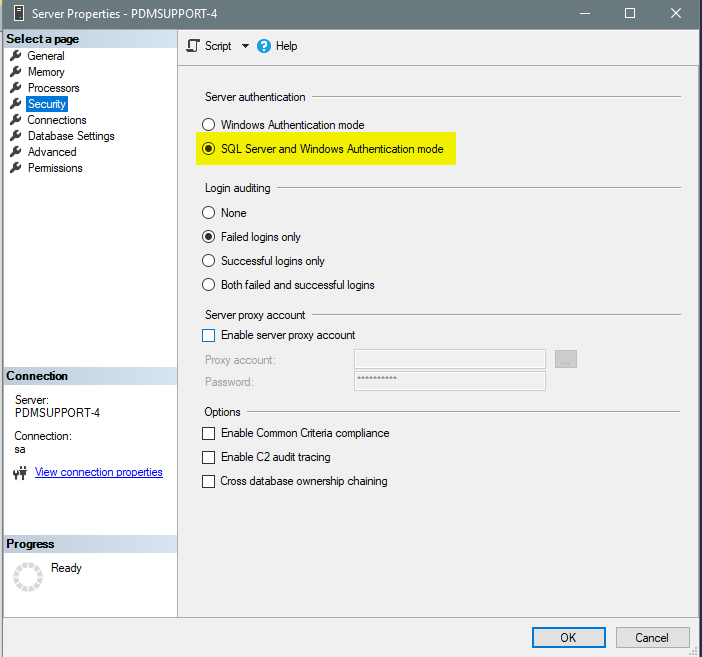 Server Properties - PDMSUPPORT-4
Select a page
General
Memory
Processors
Security
Connections
Database Settings
Advanced
Permissions
Script
Help
Server authentication
Windows Authentication mode
SQL Server and Windows Authentication mode
Login auditing
None
Failed logins only
Successful logins only
Both failed and successful logins
Server proxy account
Enable server proxy account
Proxy account:
...
Password:
**********
Options
Enable Common Criteria compliance
Enable C2 audit tracing
Cross database ownership chaining
Connection
Server:
PDMSUPPORT-4
Connection:
sa
View connection properties
Progress
Ready
OK
Cancel